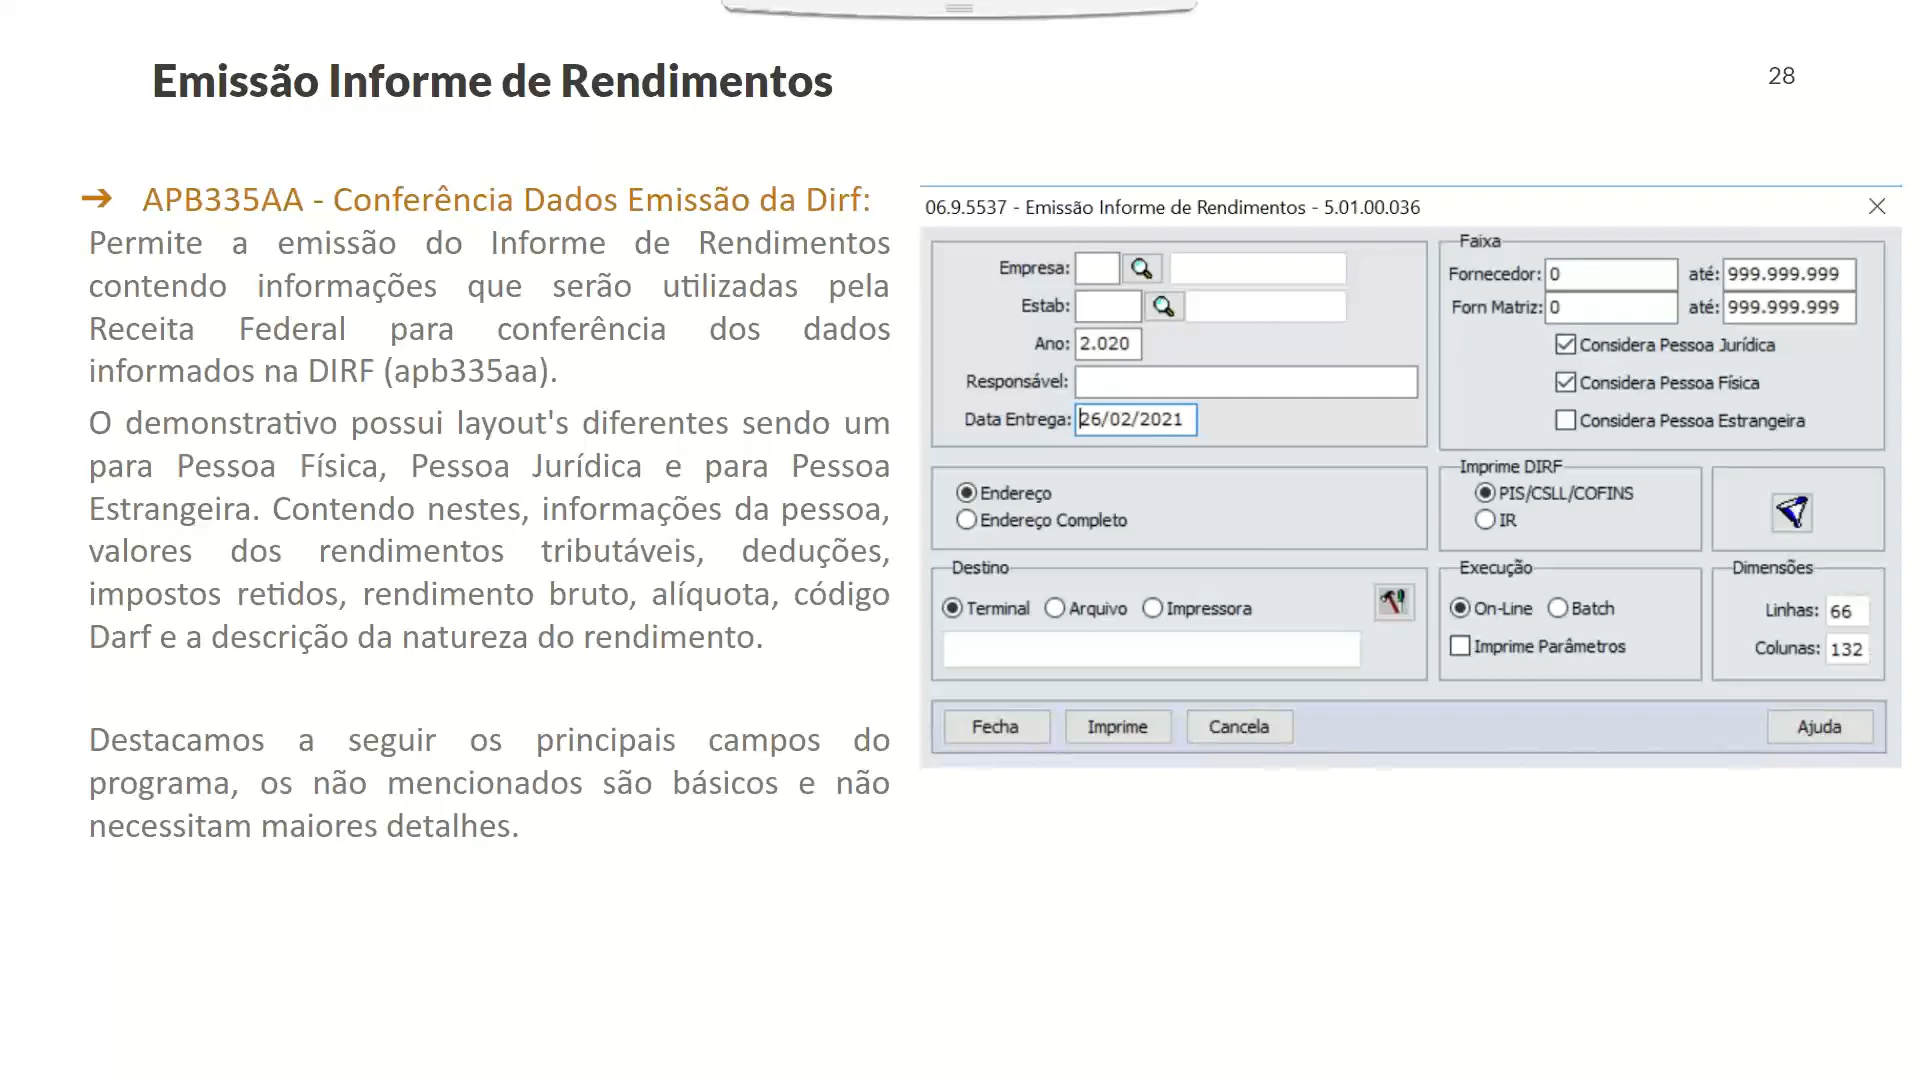 Emissão Informe de Rendimentos
28
➔ APB335AA - Conferência Dados Emissão da Dirf:
Permite a emissão do Informe de Rendimentos
contendo informações que serão utilizadas pela
Receita Federal para conferência dos dados
informados na DIRF (apb335aa).
O demonstrativo possui layout's diferentes sendo um
para Pessoa Física, Pessoa Jurídica e para Pessoa
Estrangeira. Contendo nestes, informações da pessoa,
valores dos rendimentos tributáveis, deduções,
impostos retidos, rendimento bruto, alíquota, código
Darf e a descrição da natureza do rendimento.
Destacamos a seguir os principais campos do
programa, os não mencionados são básicos e não
necessitam maiores detalhes.
06.9.5537 - Emissão Informe de Rendimentos - 5.01.00.036
Empresa:
Estab:
Ano: 2.020
Responsável:
Data Entrega: 26/02/2021
Faixa
Fornecedor: 0 até: 999.999.999
Forn Matriz: 0 até: 999.999.999
Considera Pessoa Jurídica
Considera Pessoa Física
Considera Pessoa Estrangeira
Endereço
Endereço Completo
Imprime DIRF
PIS/CSLL/COFINS
IR
Destino
Terminal Arquivo Impressora
Execução
On-Line Batch
Imprime Parâmetros
Dimensões
Linhas: 66
Colunas: 132
Fecha Imprime Cancela Ajuda